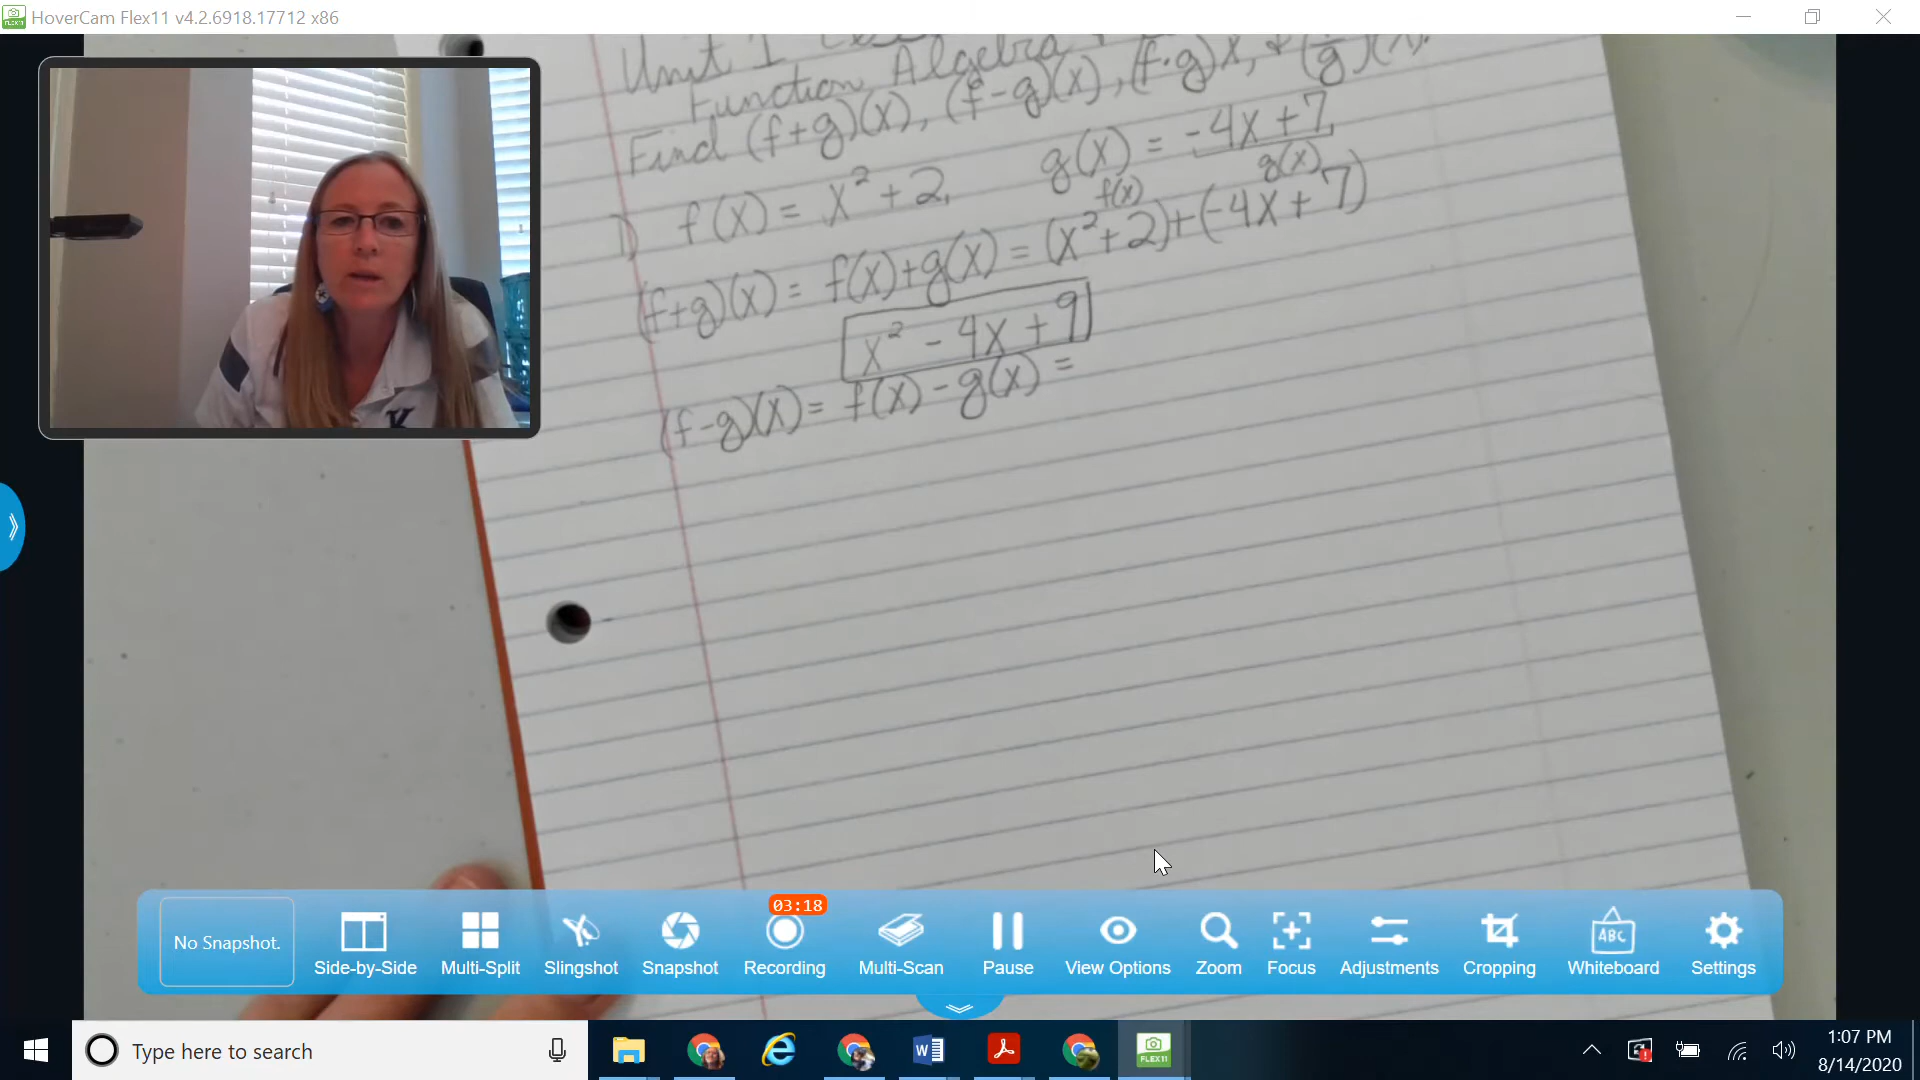 HoverCam Flex11 v4.2.6918.17712 x86
Unit 1
Function Algebra
Find (f+g)(x), (f-g)(x), (f·g)x, + (f/g)(x).
1) f(x) = x² + 2, g(x) = -4x + 7
f(x) g(x)
(f+g)(x) = f(x)+g(x) = (x²+2)+(-4x+7)
x² - 4x + 9
(f-g)(x) = f(x) - g(x) =
03:18
No Snapshot.
Side-by-Side Multi-Split Slingshot Snapshot Recording Multi-Scan Pause View Options Zoom Focus Adjustments Cropping Whiteboard Settings
ABC
Type here to search
FLEX11
1:07 PM
8/14/2020